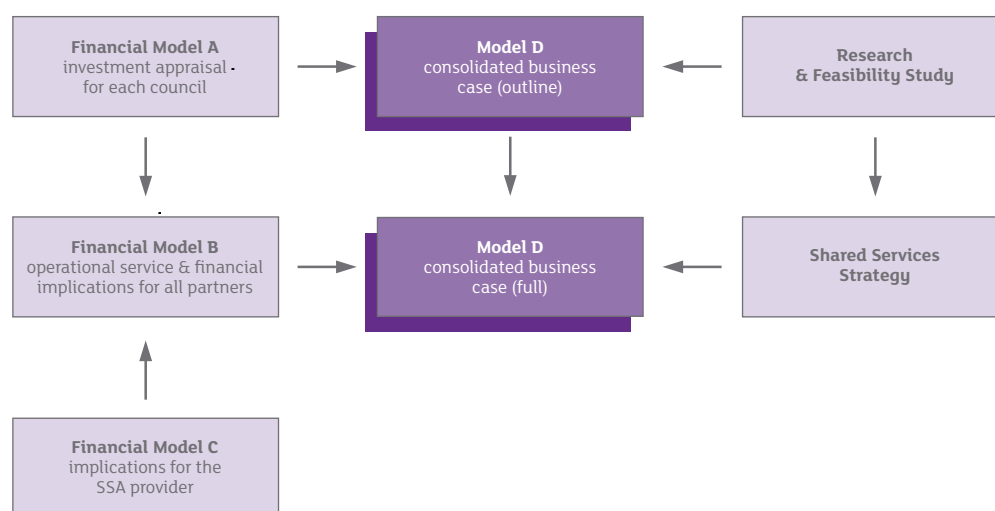 Financial Model A
investment appraisal
for each council
Model D
consolidated business
case (outline)
Research
& Feasibility Study
Financial Model B
operational service & financial
implications for all partners
Model D
consolidated business
case (full)
Shared Services
Strategy
Financial Model C
implications for the
SSA provider